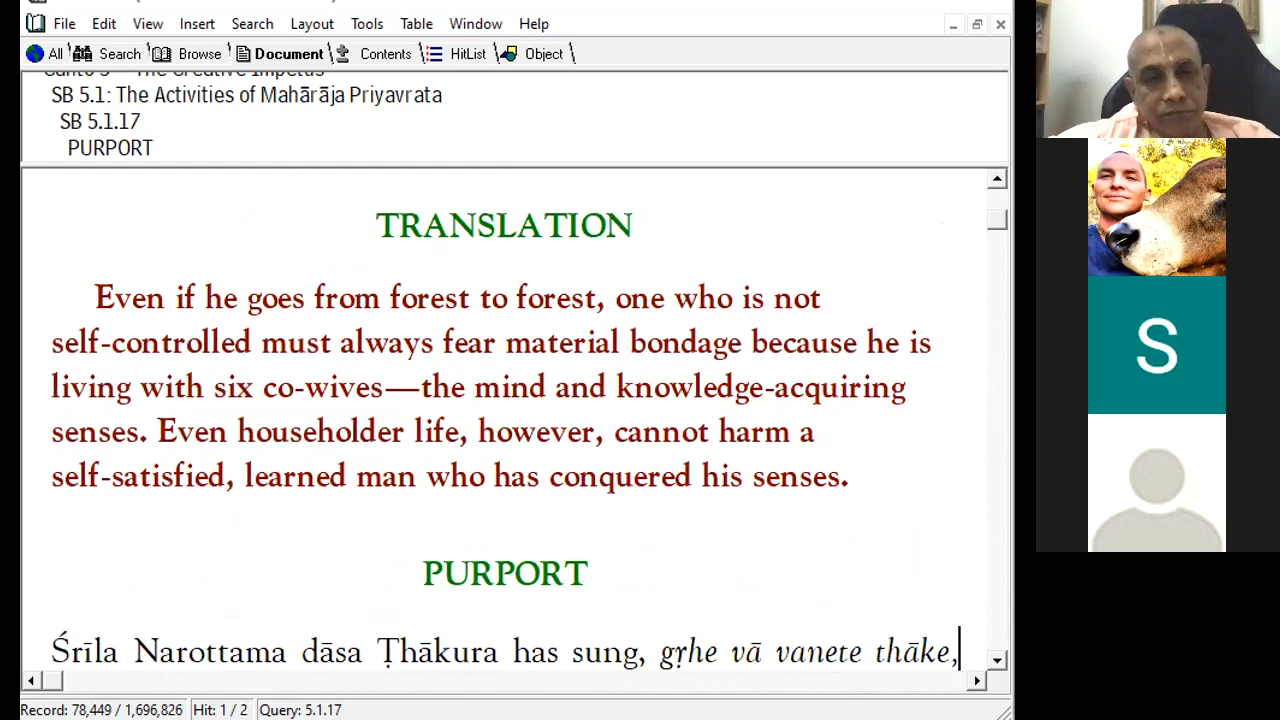 File Edit View Insert Search Layout Tools Table Window Help
All Search Browse Document Contents HitList Object
Canto 5 The Creative Impetus
SB 5.1: The Activities of Mahārāja Priyavrata
SB 5.1.17
PURPORT
TRANSLATION
Even if he goes from forest to forest, one who is not
self-controlled must always fear material bondage because he is
living with six co-wives—the mind and knowledge-acquiring
senses. Even householder life, however, cannot harm a
self-satisfied, learned man who has conquered his senses.
PURPORT
Śrīla Narottama dāsa Ṭhākura has sung, gṛhe vā vanete thāke,
Record: 78,449 / 1,696,826 Hit: 1 / 2 Query: 5.1.17
S